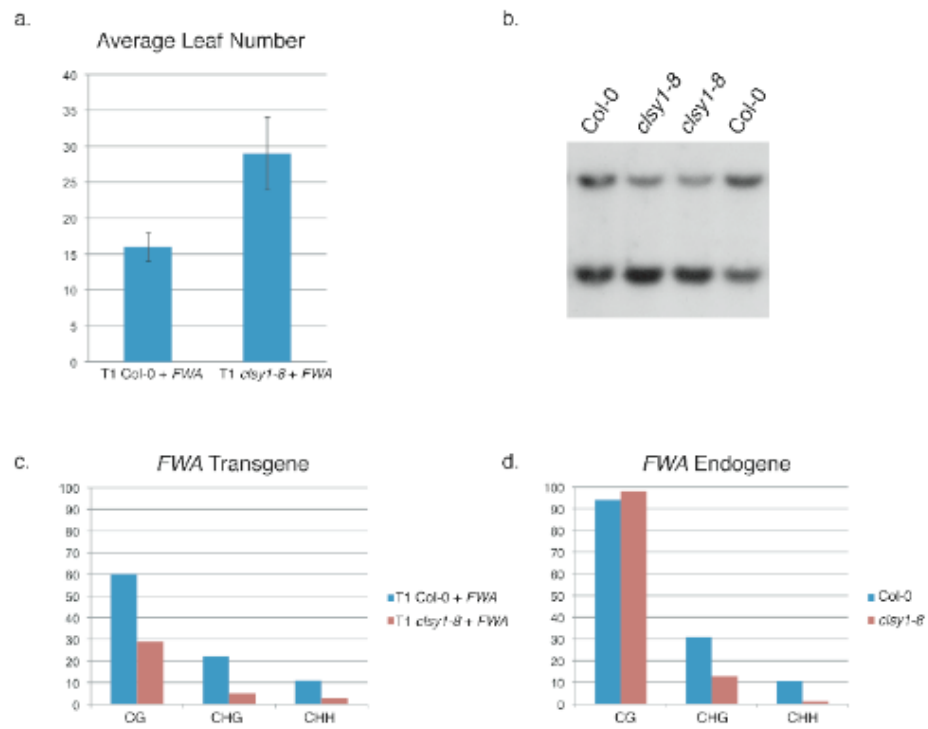 a.
Average Leaf Number
40
35
30
25
20
15
10
5
0
T1 Col-0 + FWA T1 clsy1-8 + FWA
b.
Col-0 clsy1-8 clsy1-8 Col-0
c.
FWA Transgene
100
90
80
70
60
50
40
30
20
10
0
CG CHG CHH
T1 Col-0 + FWA
T1 clsy1-8 + FWA
d.
FWA Endogene
100
90
80
70
60
50
40
30
20
10
0
CG CHG CHH
Col-0
clsy1-8